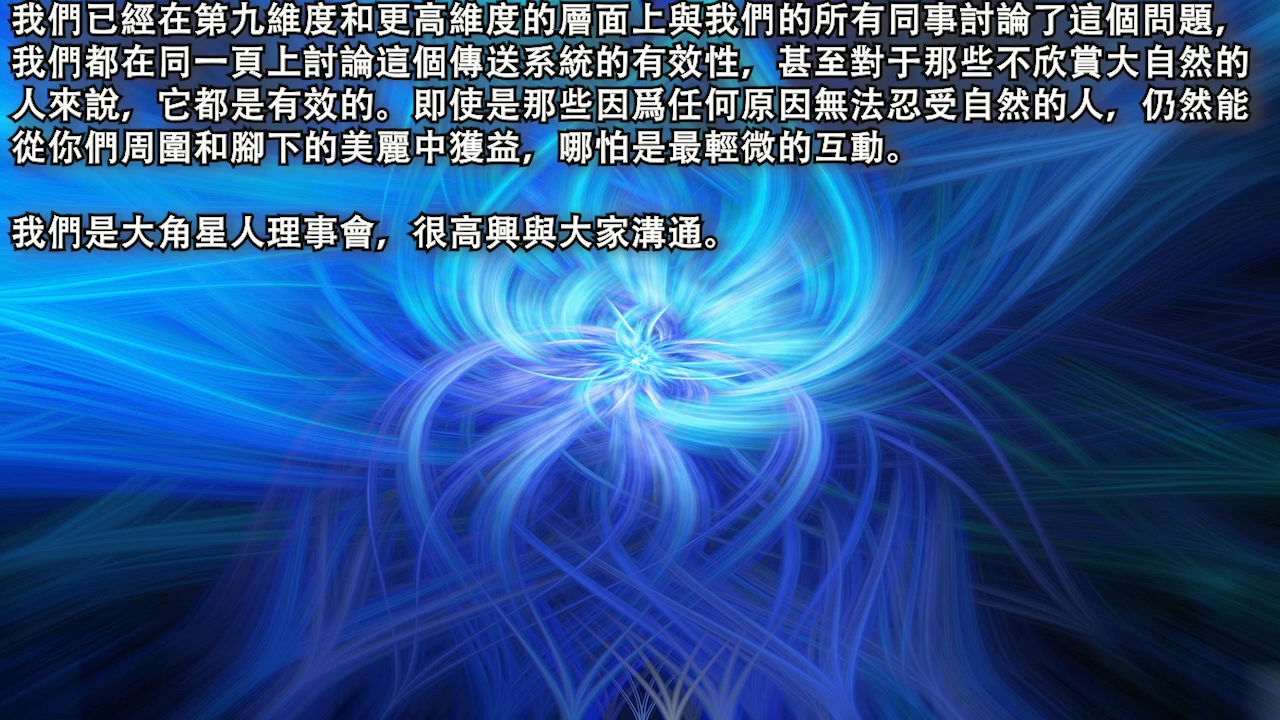 我們已經在第九維度和更高維度的層面上與我們的所有同事討論了這個問題,
我們都在同一頁上討論這個傳送系統的有效性, 甚至對于那些不欣賞大自然的
人來說, 它都是有效的。即使是那些因爲任何原因無法忍受自然的人, 仍然能
從你們周圍和腳下的美麗中獲益, 哪怕是最輕微的互動。
我們是大角星人理事會, 很高興與大家溝通。